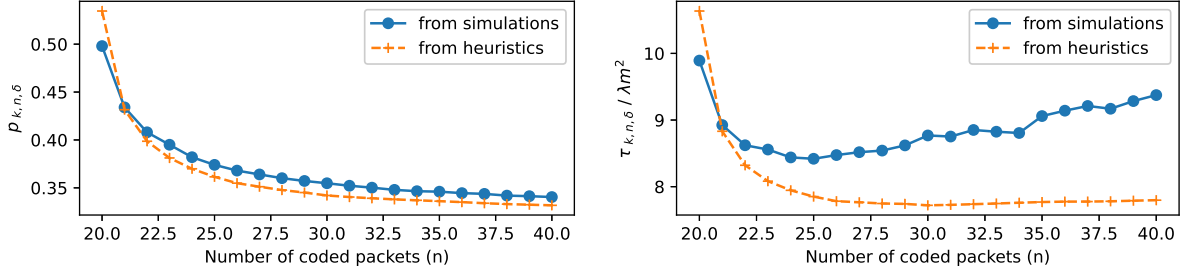 0.50
0.45
0.40
0.35
p k,n,δ
from simulations
from heuristics
20.0 22.5 25.0 27.5 30.0 32.5 35.0 37.5 40.0
Number of coded packets (n)
10
9
8
τ k,n,δ / λm²
from simulations
from heuristics
20.0 22.5 25.0 27.5 30.0 32.5 35.0 37.5 40.0
Number of coded packets (n)